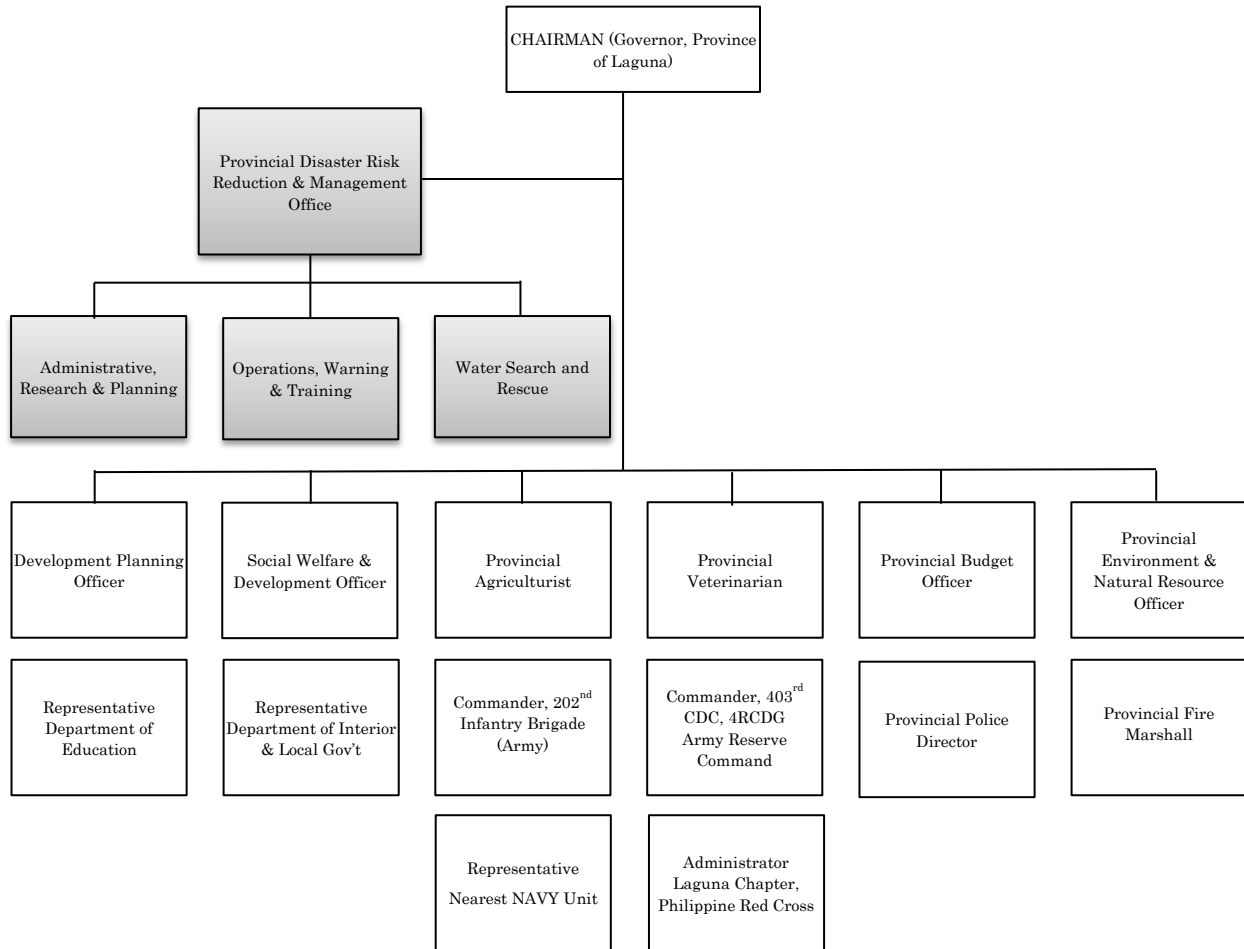 CHAIRMAN (Governor, Province
of Laguna)
Provincial Disaster Risk
Reduction & Management
Office
Administrative,
Research & Planning
Operations, Warning
& Training
Water Search and
Rescue
Development Planning
Officer
Social Welfare &
Development Officer
Provincial
Agriculturist
Provincial
Veterinarian
Provincial Budget
Officer
Provincial
Environment &
Natural Resource
Officer
Representative
Department of
Education
Representative
Department of Interior
& Local Gov’t
Commander, 202nd
Infantry Brigade
(Army)
Commander, 403rd
CDC, 4RCDG
Army Reserve
Command
Provincial Police
Director
Provincial Fire
Marshall
Representative
Nearest NAVY Unit
Administrator
Laguna Chapter,
Philippine Red Cross